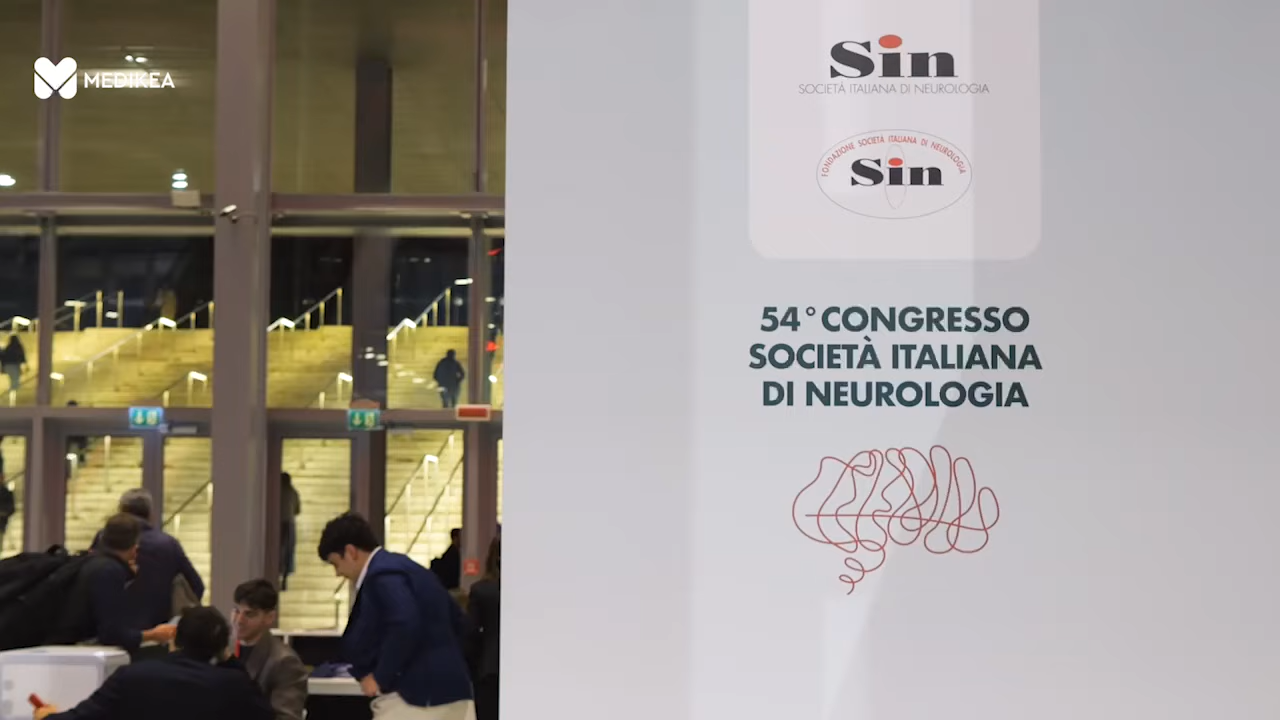 MEDIKEA
Sin
SOCIETÀ ITALIANA DI NEUROLOGIA
FONDAZIONE SOCIETÀ ITALIANA DI NEUROLOGIA
Sin
54° CONGRESSO
SOCIETÀ ITALIANA
DI NEUROLOGIA